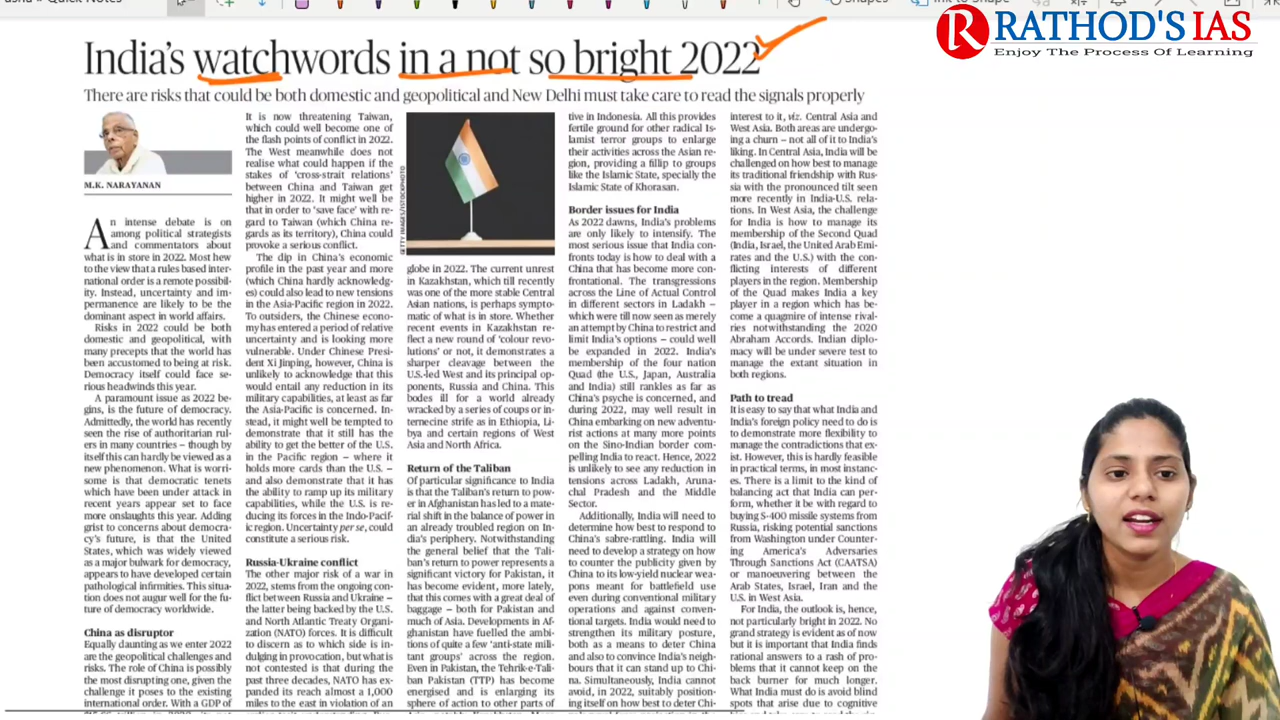 asha » Quick Notes
Shapes
Ink to Shape
RATHOD'S IAS
Enjoy The Process Of Learning
India's watchwords in a not so bright 2022
There are risks that could be both domestic and geopolitical and New Delhi must take care to read the signals properly
M.K. NARAYANAN
An intense debate is on
among political strategists
and commentators about
what is in store in 2022. Most hew
to the view that a rules based inter-
national order is a remote possibil-
ity. Instead, uncertainty and im-
permanence are likely to be the
dominant aspect in world affairs.
Risks in 2022 could be both
domestic and geopolitical, with
many precepts that the world has
been accustomed to being at risk.
Democracy itself could face se-
rious headwinds this year.
A paramount issue as 2022 be-
gins, is the future of democracy.
Admittedly, the world has recently
seen the rise of authoritarian rul-
ers in many countries – though by
itself this can hardly be viewed as a
new phenomenon. What is worri-
some is that democratic tenets
which have been under attack in
recent years appear set to face
more onslaughts this year. Adding
grist to concerns about democra-
cy's future, is that the United
States, which was widely viewed
as a major bulwark for democracy,
appears to have developed certain
pathological infirmities. This situa-
tion does not augur well for the fu-
ture of democracy worldwide.
China as disruptor
Equally daunting as we enter 2022
are the geopolitical challenges and
risks. The role of China is possibly
the most disrupting one, given the
challenge it poses to the existing
international order. With a GDP of
It is now threatening Taiwan,
which could well become one of
the flash points of conflict in 2022.
The West meanwhile does not
realise what could happen if the
stakes of 'cross-strait relations'
between China and Taiwan get
higher in 2022. It might well be
that in order to 'save face' with re-
gard to Taiwan (which China re-
gards as its territory), China could
provoke a serious conflict.
The dip in China's economic
profile in the past year and more
(which China hardly acknowledg-
es) could also lead to new tensions
in the Asia-Pacific region in 2022.
To outsiders, the Chinese econo-
my has entered a period of relative
uncertainty and is looking more
vulnerable. Under Chinese Presi-
dent Xi Jinping, however, China is
unlikely to acknowledge that this
would entail any reduction in its
military capabilities, at least as far
as the Asia-Pacific is concerned. In-
stead, it might well be tempted to
demonstrate that it still has the
ability to get the better of the U.S.
in the Pacific region – where it
holds more cards than the U.S. –
and also demonstrate that it has
the ability to ramp up its military
capabilities, while the U.S. is re-
ducing its forces in the Indo-Pacif-
ic region. Uncertainty per se, could
constitute a serious risk.
Russia-Ukraine conflict
The other major risk of a war in
2022, stems from the ongoing con-
flict between Russia and Ukraine –
the latter being backed by the U.S.
and North Atlantic Treaty Organi-
zation (NATO) forces. It is difficult
to discern as to which side is in-
dulging in provocation, but what is
not contested is that during the
past three decades, NATO has ex-
panded its reach almost a 1,000
miles to the east in violation of an
GETTY IMAGES/ISTOCKPHOTO
globe in 2022. The current unrest
in Kazakhstan, which till recently
was one of the more stable Central
Asian nations, is perhaps sympto-
matic of what is in store. Whether
recent events in Kazakhstan re-
flect a new round of 'colour revo-
lutions' or not, it demonstrates a
sharper cleavage between the
U.S.-led West and its principal op-
ponents, Russia and China. This
bodes ill for a world already
wracked by a series of coups or in-
ternecine strife as in Ethiopia, Li-
bya and certain regions of West
Asia and North Africa.
Return of the Taliban
Of particular significance to India
is that the Taliban's return to pow-
er in Afghanistan has led to a mate-
rial shift in the balance of power in
an already troubled region on In-
dia's periphery. Notwithstanding
the general belief that the Tali-
ban's return to power represents a
significant victory for Pakistan, it
has become evident, more lately,
that this comes with a great deal of
baggage – both for Pakistan and
much of Asia. Developments in Af-
ghanistan have fuelled the ambi-
tions of quite a few 'anti-state mili-
tant groups' across the region.
Even in Pakistan, the Tehrik-e-Tali-
ban Pakistan (TTP) has become
energised and is enlarging its
sphere of action to other parts of
tive in Indonesia. All this provides
fertile ground for other radical Is-
lamist terror groups to enlarge
their activities across the Asian re-
gion, providing a fillip to groups
like the Islamic State, specially the
Islamic State of Khorasan.
Border issues for India
As 2022 dawns, India's problems
are only likely to intensify. The
most serious issue that India con-
fronts today is how to deal with a
China that has become more con-
frontational. The transgressions
across the Line of Actual Control
in different sectors in Ladakh –
which were till now seen as merely
an attempt by China to restrict and
limit India's options – could well
be expanded in 2022. India's
membership of the four nation
Quad (the U.S., Japan, Australia
and India) still rankles as far as
China's psyche is concerned, and
during 2022, may well result in
China embarking on new adventu-
rist actions at many more points
on the Sino-Indian border com-
pelling India to react. Hence, 2022
is unlikely to see any reduction in
tensions across Ladakh, Aruna-
chal Pradesh and the Middle
Sector.
Additionally, India will need to
determine how best to respond to
China's sabre-rattling. India will
need to develop a strategy on how
to counter the publicity given by
China to its low-yield nuclear wea-
pons meant for battlefield use
even during conventional military
operations and against conven-
tional targets. India would need to
strengthen its military posture,
both as a means to deter China
and also to convince India's neigh-
bours that it can stand up to Chi-
na. Simultaneously, India cannot
avoid, in 2022, suitably position-
ing itself on how best to deter Chi-
interest to it, viz. Central Asia and
West Asia. Both areas are undergo-
ing a churn – not all of it to India's
liking. In Central Asia, India will be
challenged on how best to manage
its traditional friendship with Rus-
sia with the pronounced tilt seen
more recently in India-U.S. rela-
tions. In West Asia, the challenge
for India is how to manage its
membership of the Second Quad
(India, Israel, the United Arab Emi-
rates and the U.S.) with the con-
flicting interests of different
players in the region. Membership
of the Quad makes India a key
player in a region which has be-
come a quagmire of intense rival-
ries notwithstanding the 2020
Abraham Accords. Indian diplo-
macy will be under severe test to
manage the extant situation in
both regions.
Path to tread
It is easy to say that what India and
India's foreign policy need to do is
to demonstrate more flexibility to
manage the contradictions that ex-
ist. However, this is hardly feasible
in practical terms, in most instanc-
es. There is a limit to the kind of
balancing act that India can per-
form, whether it be with regard to
buying S-400 missile systems from
Russia, risking potential sanctions
from Washington under Counter-
ing America's Adversaries
Through Sanctions Act (CAATSA)
or manoeuvring between the
Arab States, Israel, Iran and the
U.S. in West Asia.
For India, the outlook is, hence,
not particularly bright in 2022. No
grand strategy is evident as of now
but it is important that India finds
rational answers to a rash of pro-
blems that it cannot keep on the
back burner for much longer.
What India must do is avoid blind
spots that arise due to cognitive